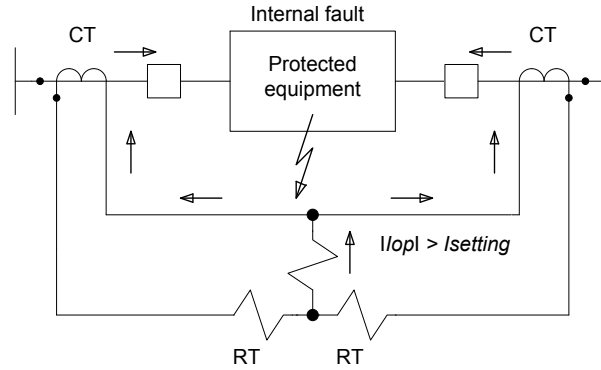 Internal fault
CT
CT
Protected
equipment
|Iop| > Isetting
RT
RT